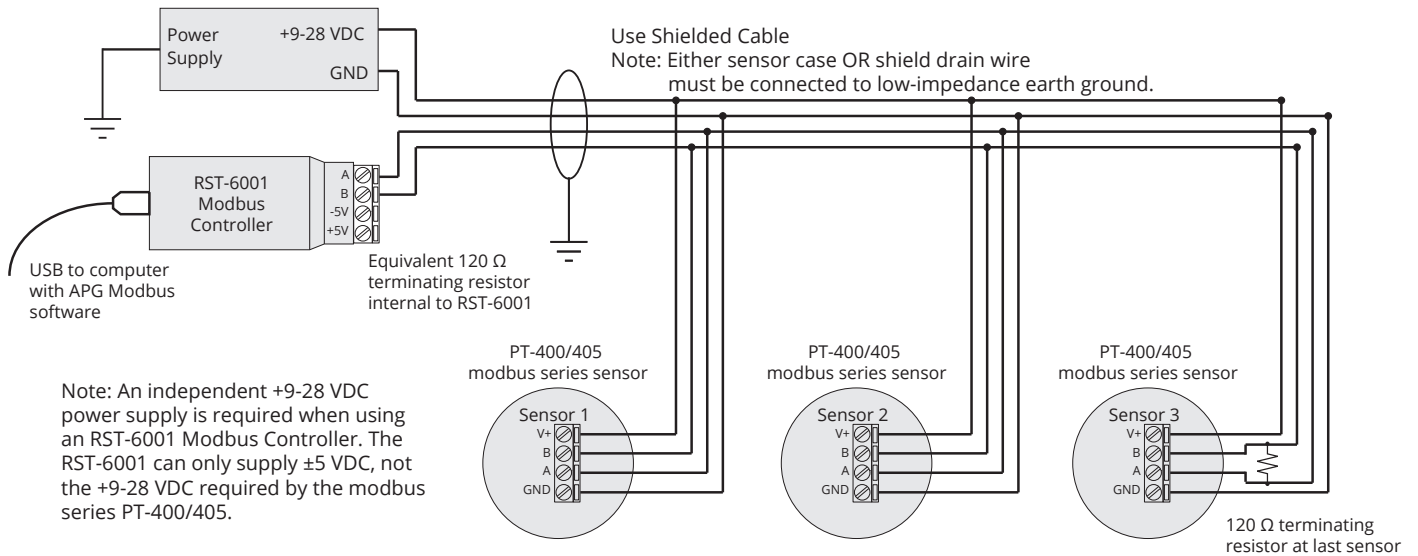 Power
Supply
+9-28 VDC
GND
Use Shielded Cable
Note: Either sensor case OR shield drain wire
must be connected to low-impedance earth ground.
RST-6001
Modbus
Controller
A
B
-5V
+5V
USB to computer
with APG Modbus
software
Equivalent 120 Ω
terminating resistor
internal to RST-6001
Note: An independent +9-28 VDC
power supply is required when using
an RST-6001 Modbus Controller. The
RST-6001 can only supply ±5 VDC, not
the +9-28 VDC required by the modbus
series PT-400/405.
PT-400/405
modbus series sensor
Sensor 1
V+
B
A
GND
PT-400/405
modbus series sensor
Sensor 2
V+
B
A
GND
PT-400/405
modbus series sensor
Sensor 3
V+
B
A
GND
120 Ω terminating
resistor at last sensor